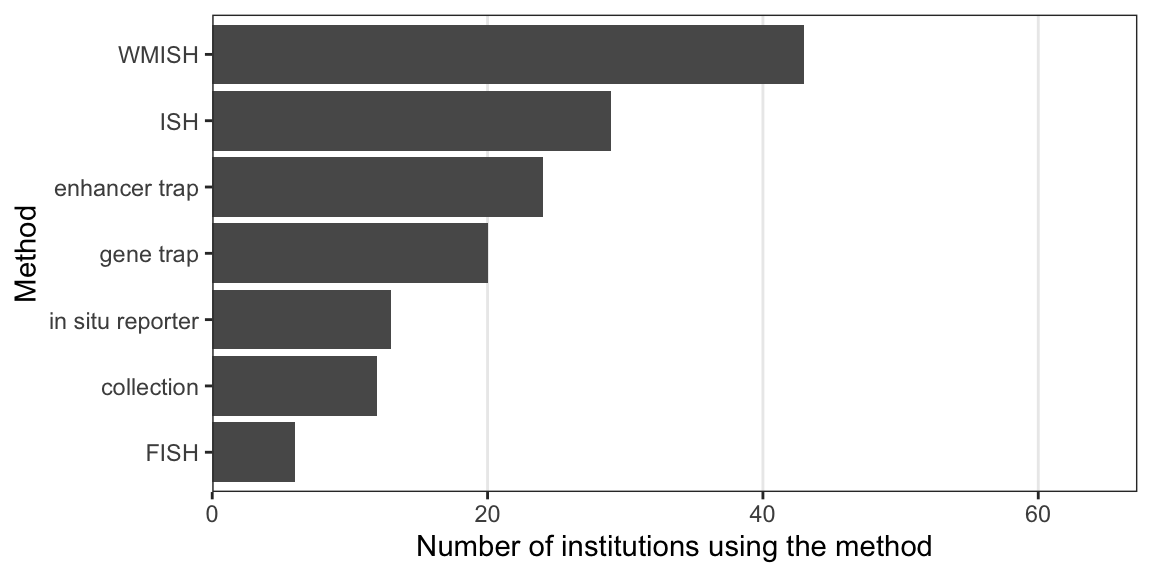 Method
WMISH
ISH
enhancer trap
gene trap
in situ reporter
collection
FISH
0 20 40 60
Number of institutions using the method